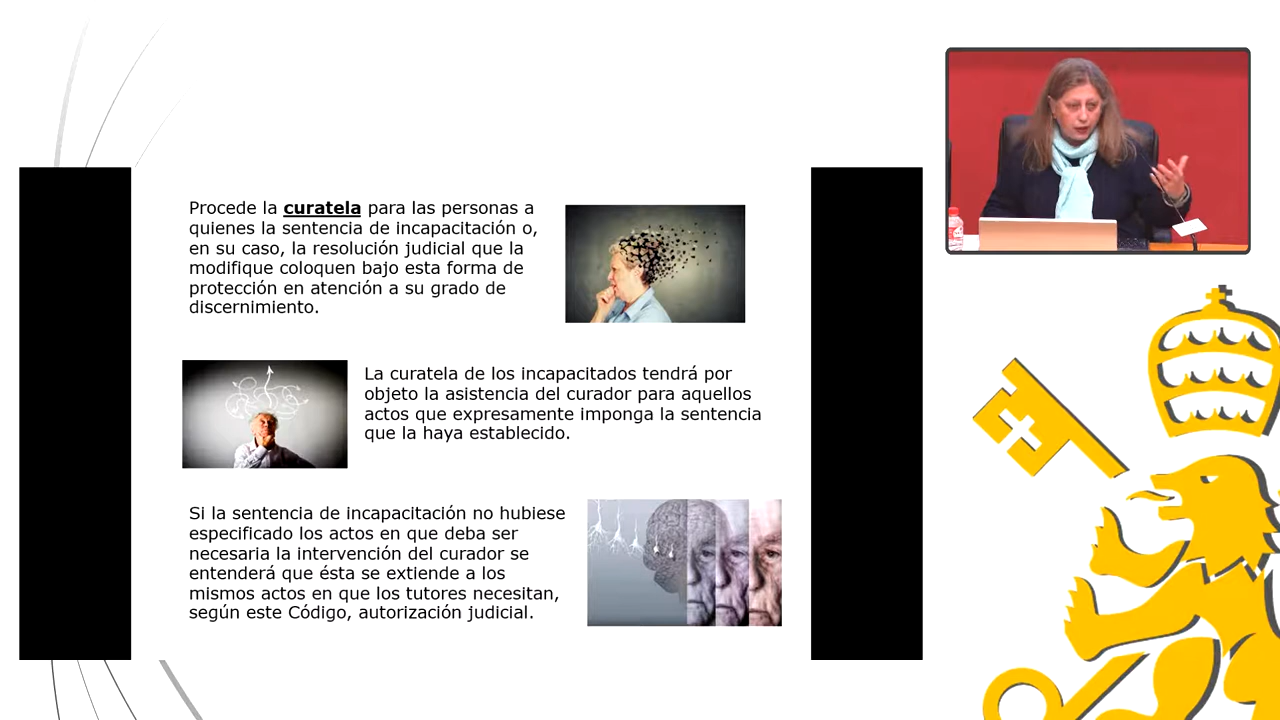 Procede la curatela para las personas a
quienes la sentencia de incapacitación o,
en su caso, la resolución judicial que la
modifique coloquen bajo esta forma de
protección en atención a su grado de
discernimiento.
La curatela de los incapacitados tendrá por
objeto la asistencia del curador para aquellos
actos que expresamente imponga la sentencia
que la haya establecido.
Si la sentencia de incapacitación no hubiese
especificado los actos en que deba ser
necesaria la intervención del curador se
entenderá que ésta se extiende a los
mismos actos en que los tutores necesitan,
según este Código, autorización judicial.